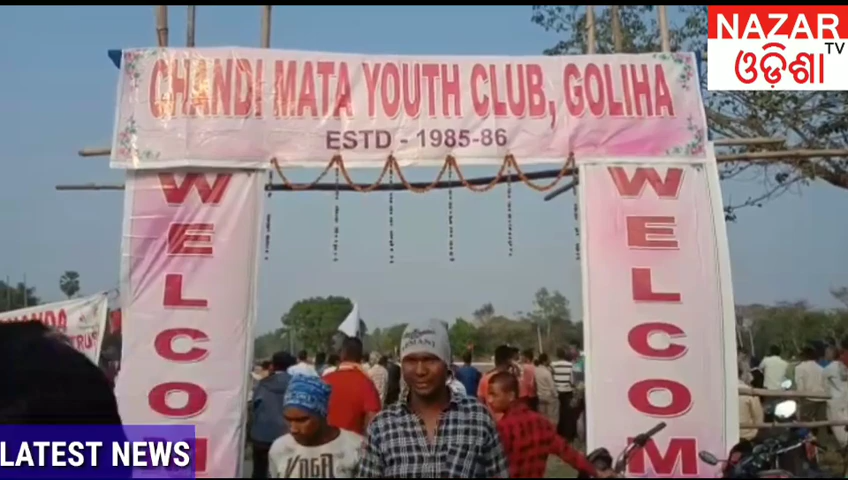 NAZAR
ଓଡ଼ିଶା TV
CHANDI MATA YOUTH CLUB, GOLIHA
ESTD - 1985-86
WELCOM
WELCOM
LATEST NEWS